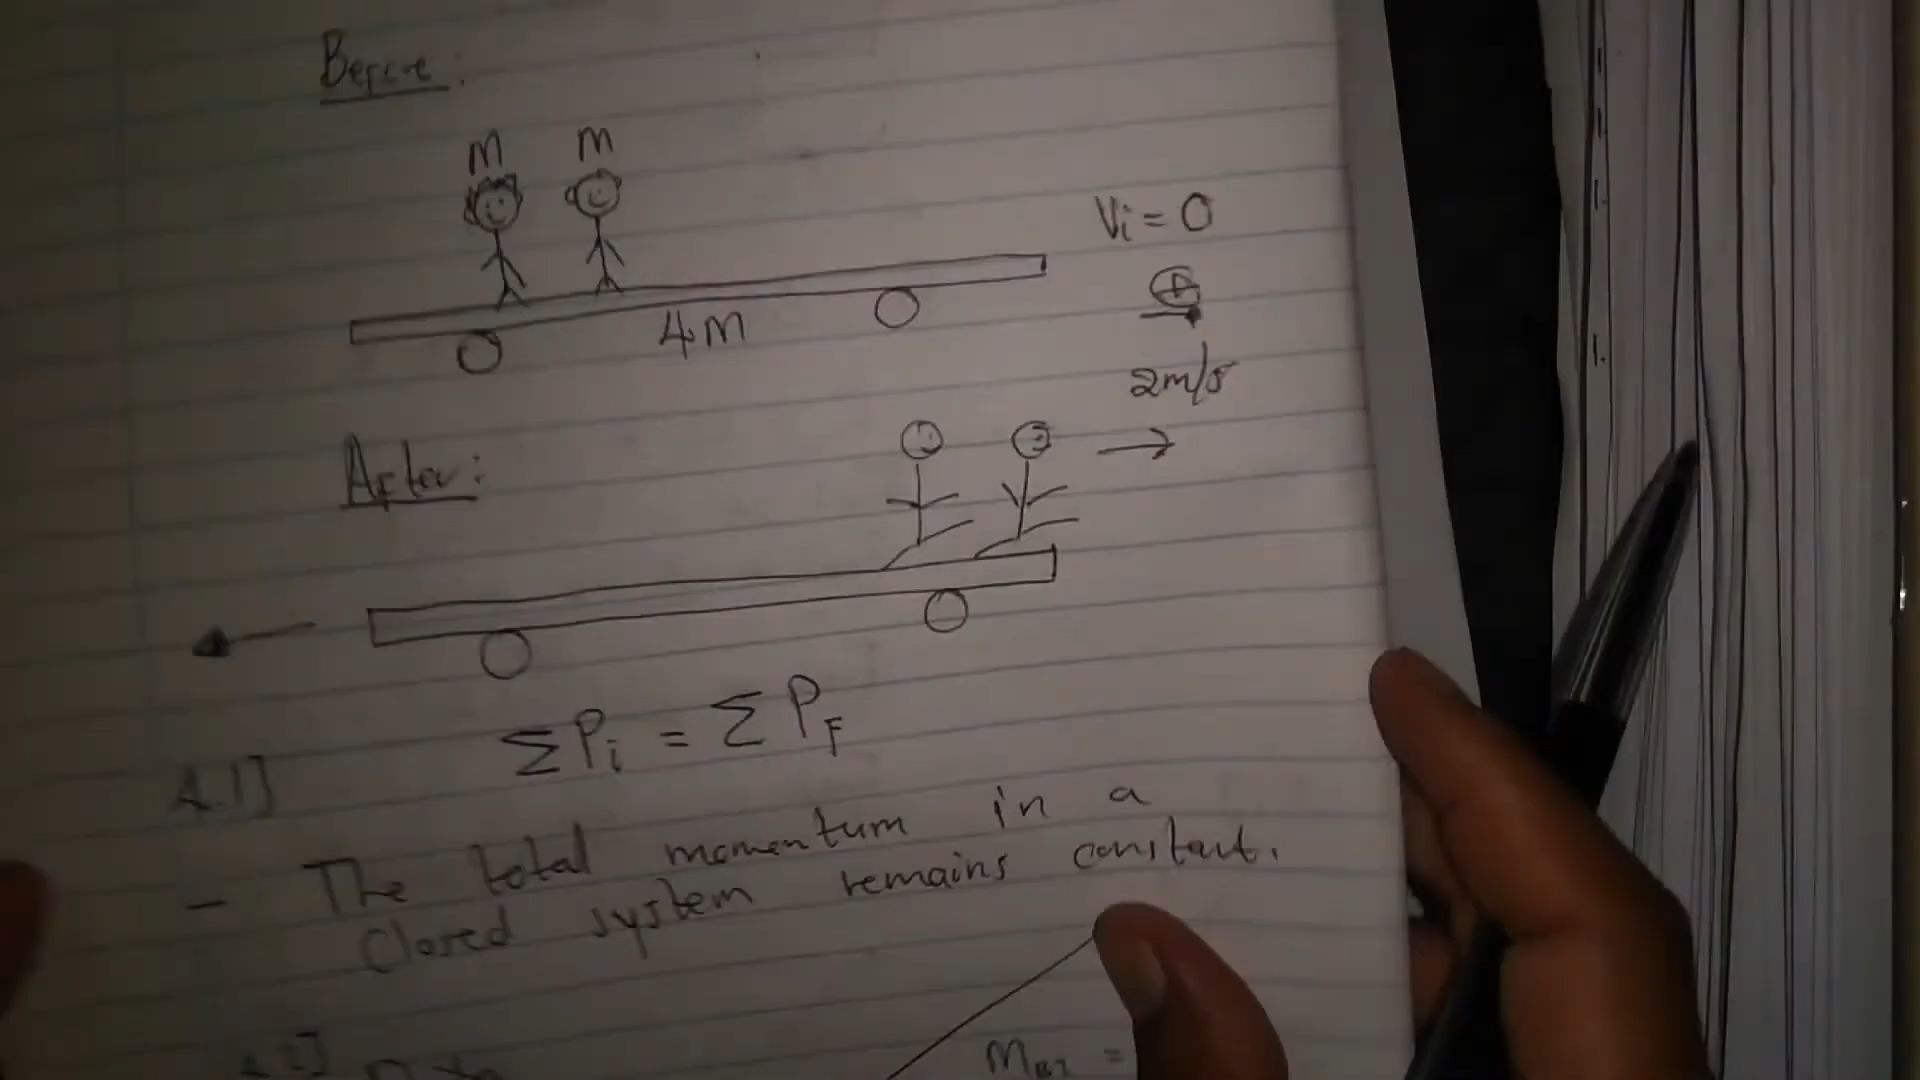 Before:
m m
Vi = 0
+
4m
2m/s
After:
ΣPi = ΣPF
4.1]
- The total momentum in a
closed system remains constant.